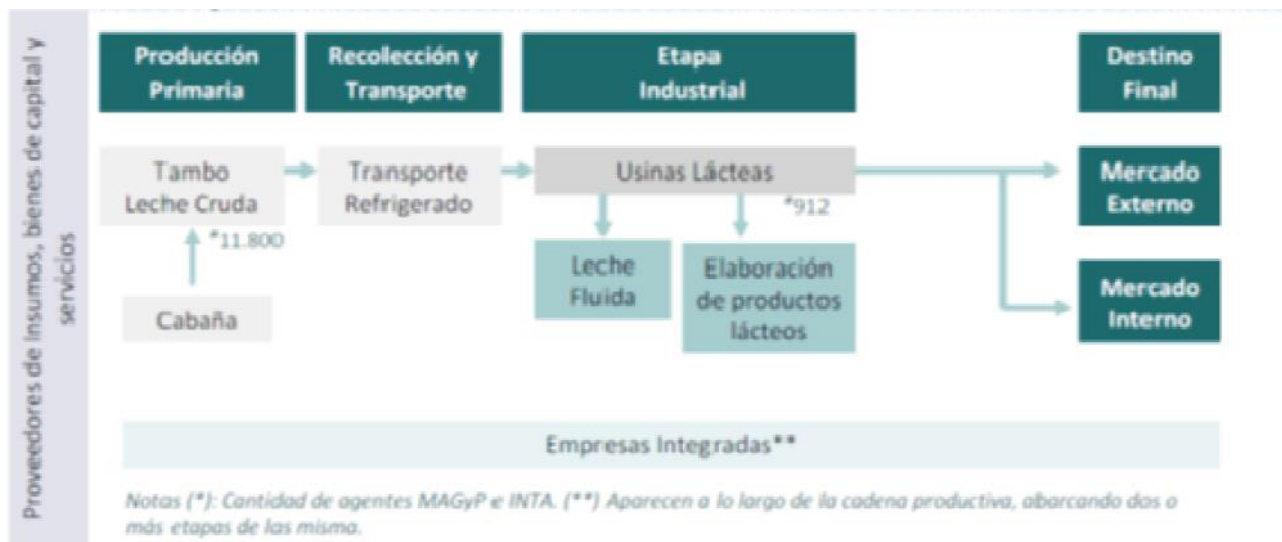 Proveedores de insumos, bienes de capital y
servicios
Producción
Primaria
Recolección y
Transporte
Etapa
Industrial
Destino
Final
Tambo
Leche Cruda
*11.800
Cabaña
Transporte
Refrigerado
Usinas Lácteas
*912
Leche
Fluida
Elaboración
de productos
lácteos
Mercado
Externo
Mercado
Interno
Empresas Integradas**
Notas (*): Cantidad de agentes MAGyP e INTA. (**) Aparecen a lo largo de la cadena productiva, abarcando dos o
más etapas de las misma.